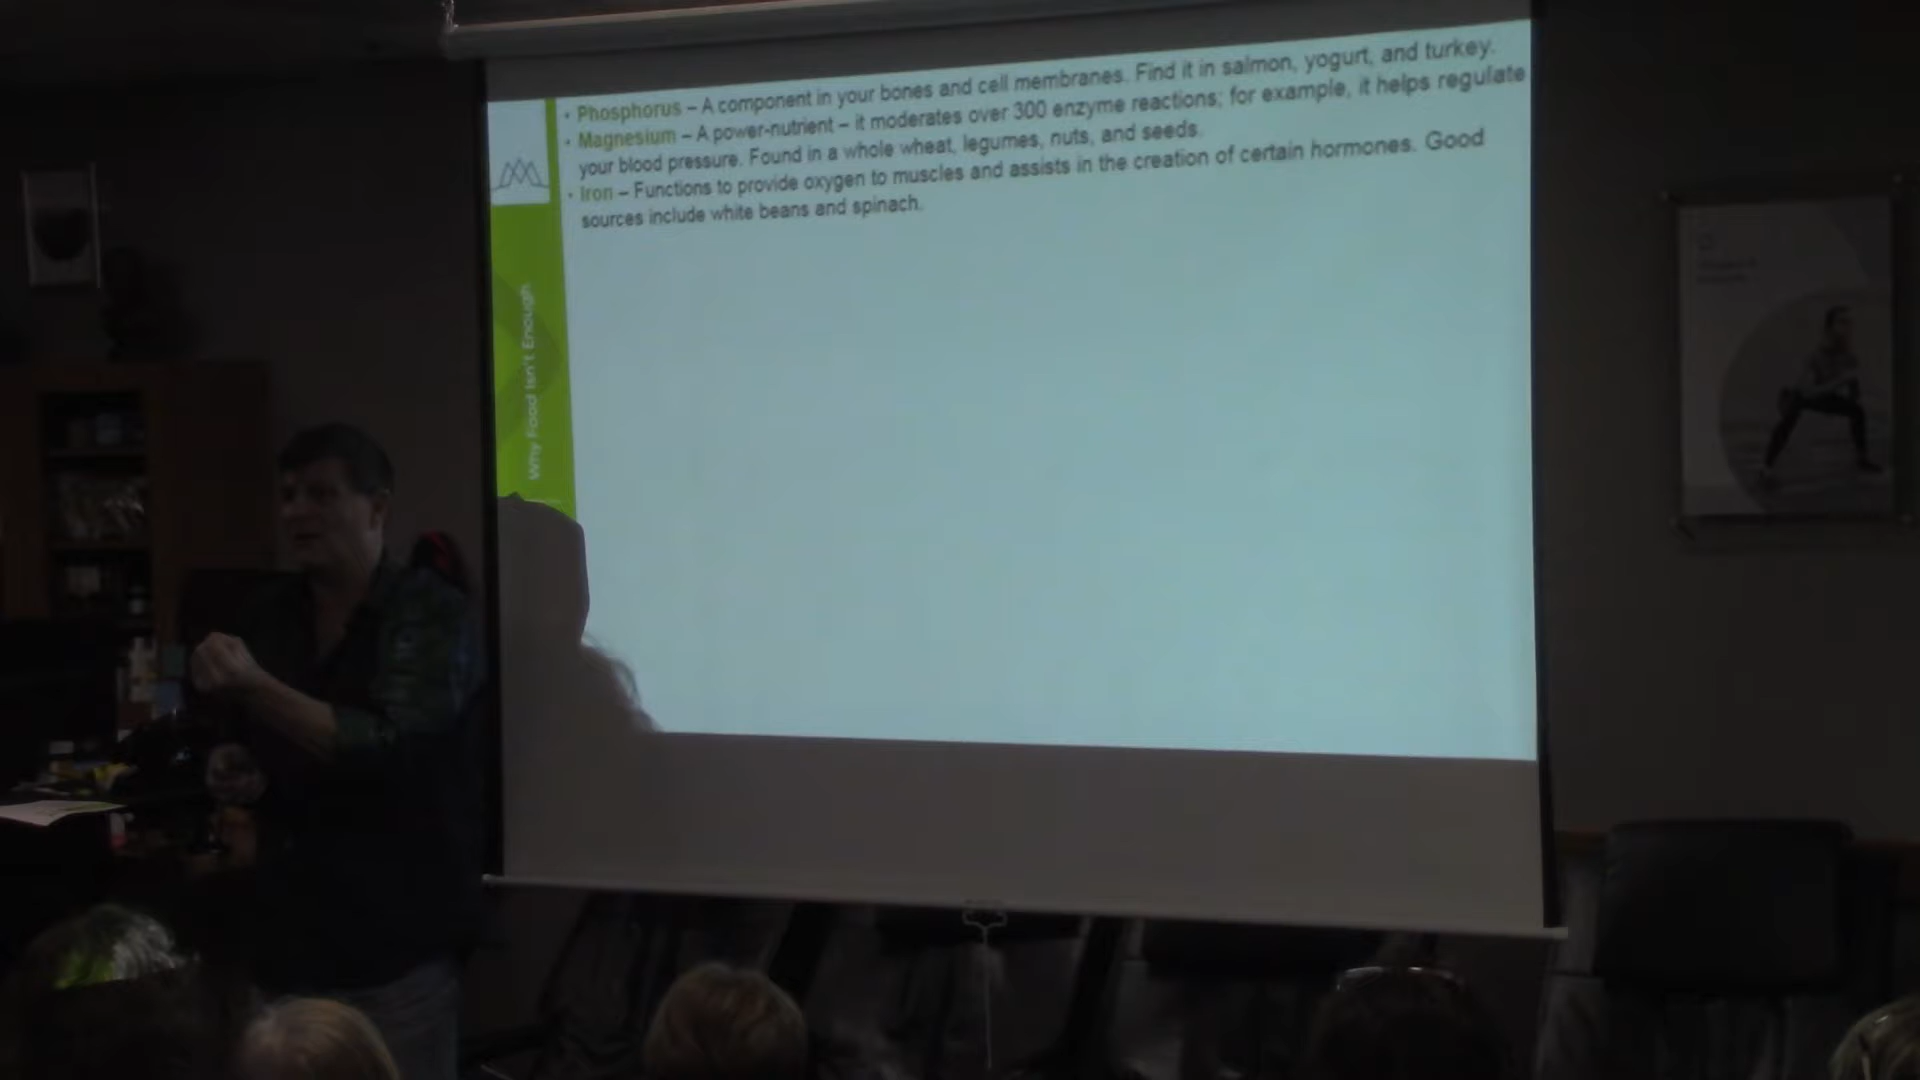 • Phosphorus – A component in your bones and cell membranes. Find it in salmon, yogurt, and turkey.
• Magnesium – A power-nutrient – it moderates over 300 enzyme reactions; for example, it helps regulate
your blood pressure. Found in a whole wheat, legumes, nuts, and seeds.
• Iron – Functions to provide oxygen to muscles and assists in the creation of certain hormones. Good
sources include white beans and spinach.
Why Food Isn't Enough